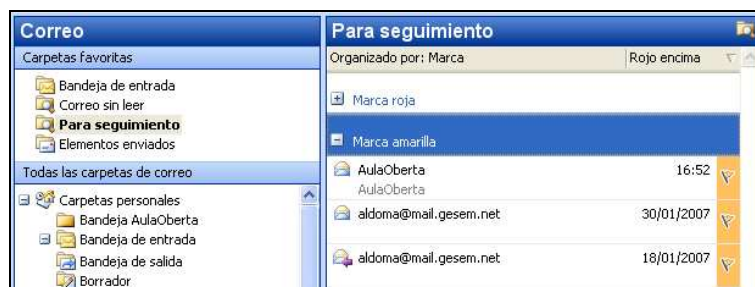 Correo
Carpetas favoritas
Bandeja de entrada
Correo sin leer
Para seguimiento
Elementos enviados
Todas las carpetas de correo
Carpetas personales
Bandeja AulaOberta
Bandeja de entrada
Bandeja de salida
Borrador
Para seguimiento
Organizado por: Marca Rojo encima
Marca roja
Marca amarilla
AulaOberta 16:52
AulaOberta
aldoma@mail.gesem.net 30/01/2007
aldoma@mail.gesem.net 18/01/2007